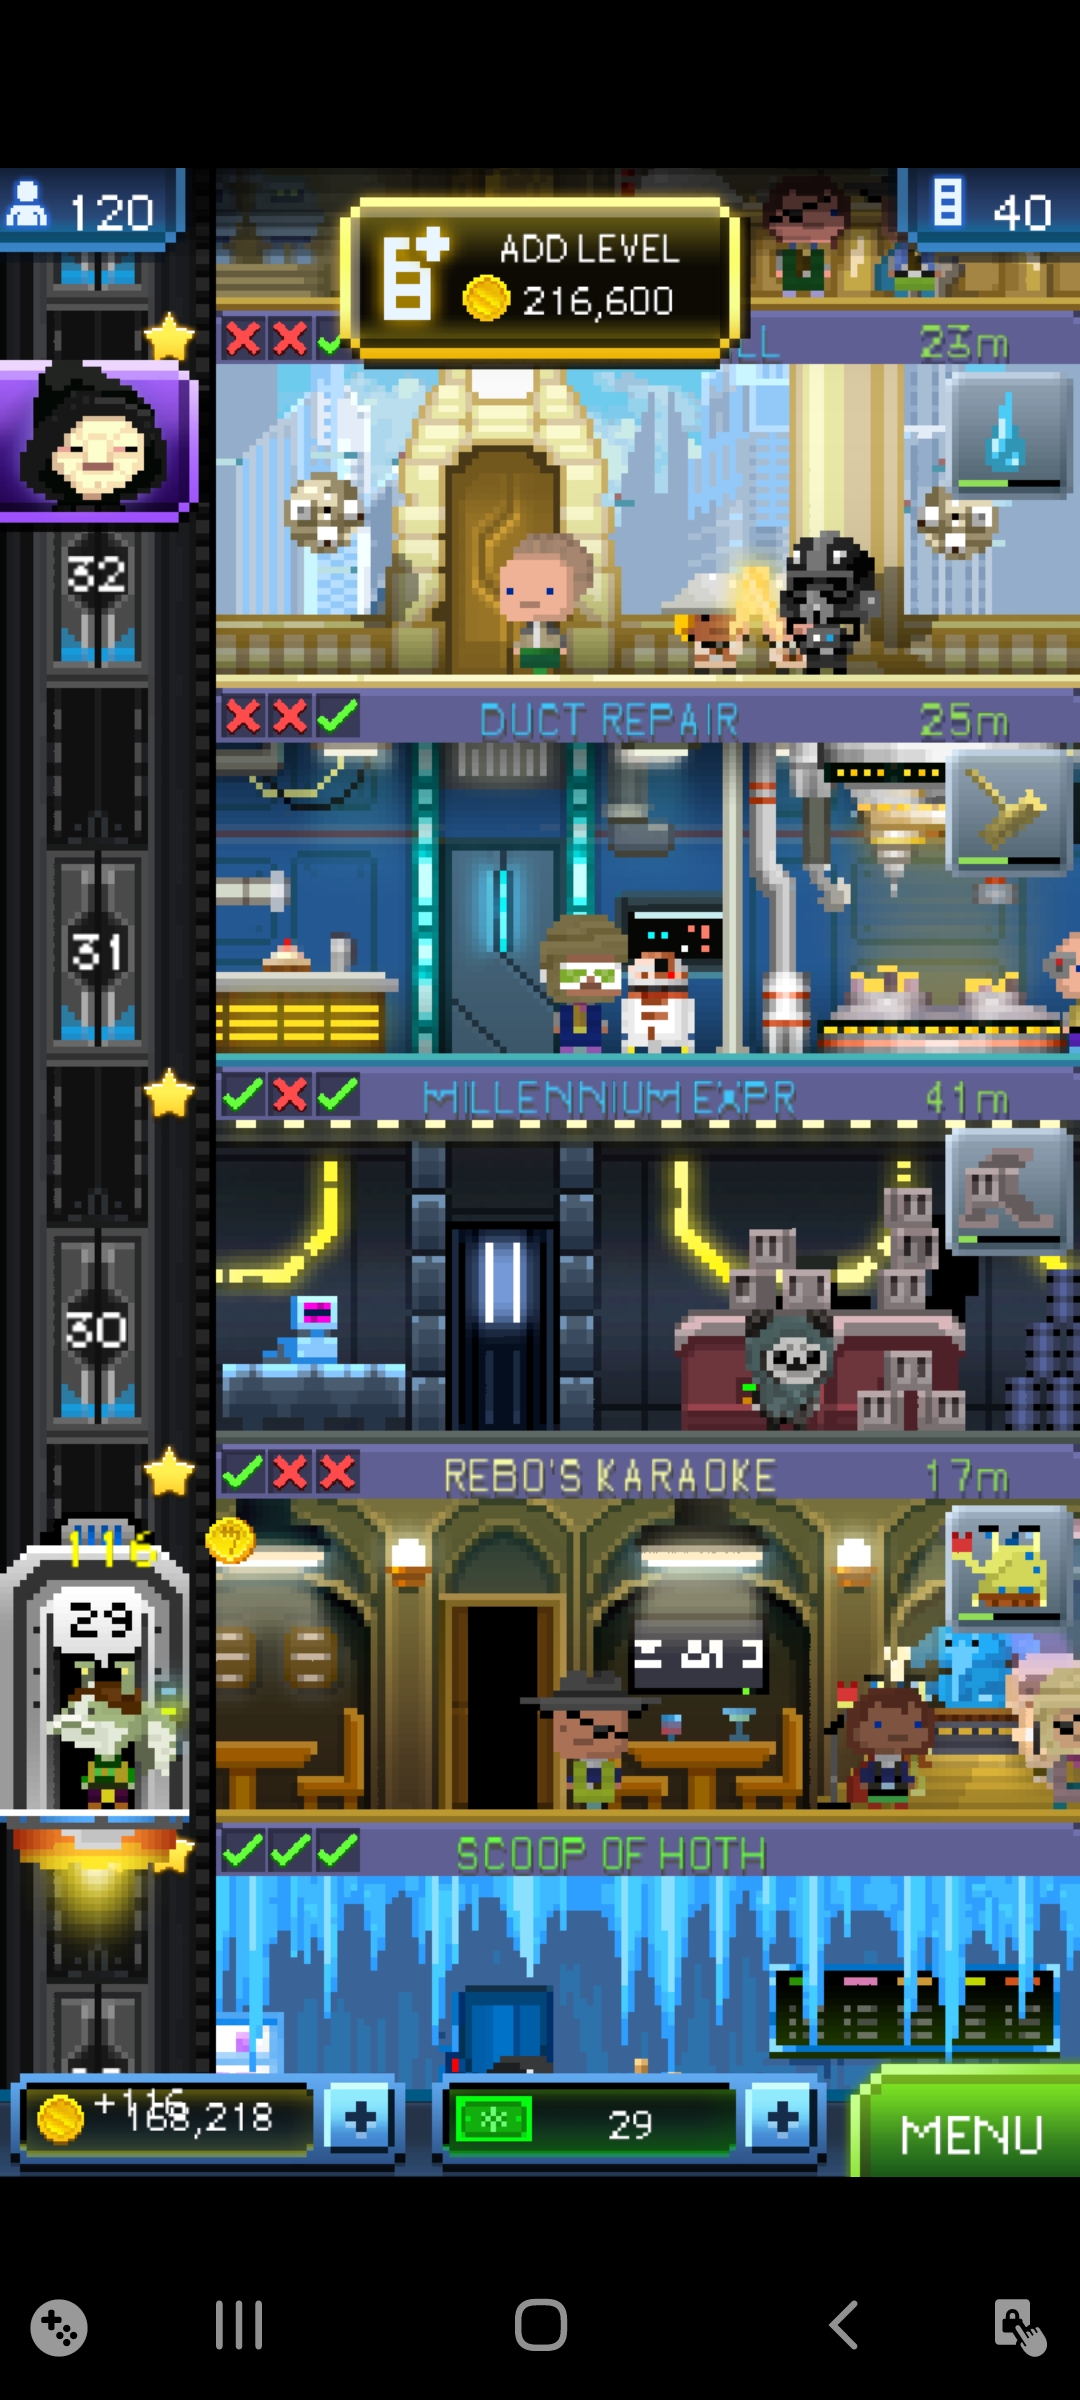 120
ADD LEVEL
216,600
40
LL
23m
32
DUCT REPAIR
25m
31
MILLENNIUM EXPR
41m
30
REBO'S KARAOKE
17m
116
29
SCOOP OF HOTH
+116
168,218
29
MENU